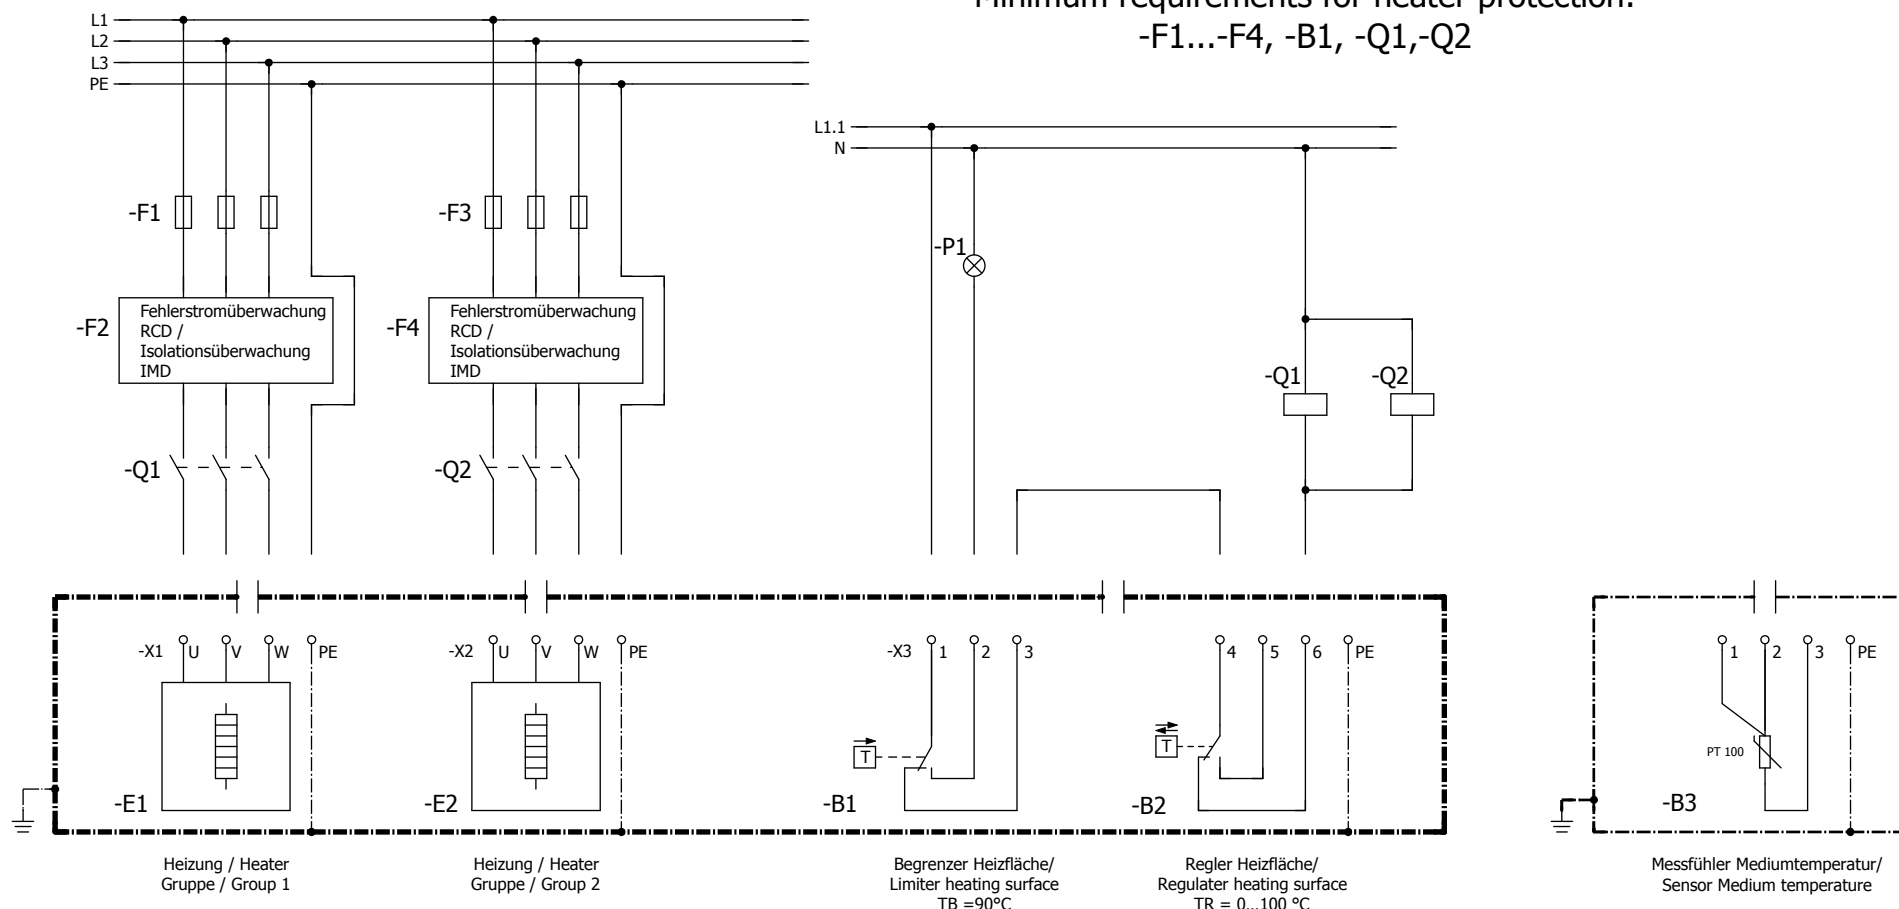 Minimum requirements for heater protection:
-F1...-F4, -B1, -Q1,-Q2
L1
L2
L3
PE
L1.1
N
-F1
-F3
-P1
-F2
Fehlerstromüberwachung
RCD /
Isolationsüberwachung
IMD
-F4
Fehlerstromüberwachung
RCD /
Isolationsüberwachung
IMD
-Q1
-Q2
-Q1
-Q2
-X1 U V W PE
-X2 U V W PE
-X3 1 2 3
4 5 6 PE
1 2 3 PE
T
T
PT 100
-E1
-E2
-B1
-B2
-B3
Heizung / Heater
Gruppe / Group 1
Heizung / Heater
Gruppe / Group 2
Begrenzer Heizfläche/
Limiter heating surface
TB =90°C
Regler Heizfläche/
Regulater heating surface
TR = 0...100 °C
Messfühler Mediumtemperatur/
Sensor Medium temperature